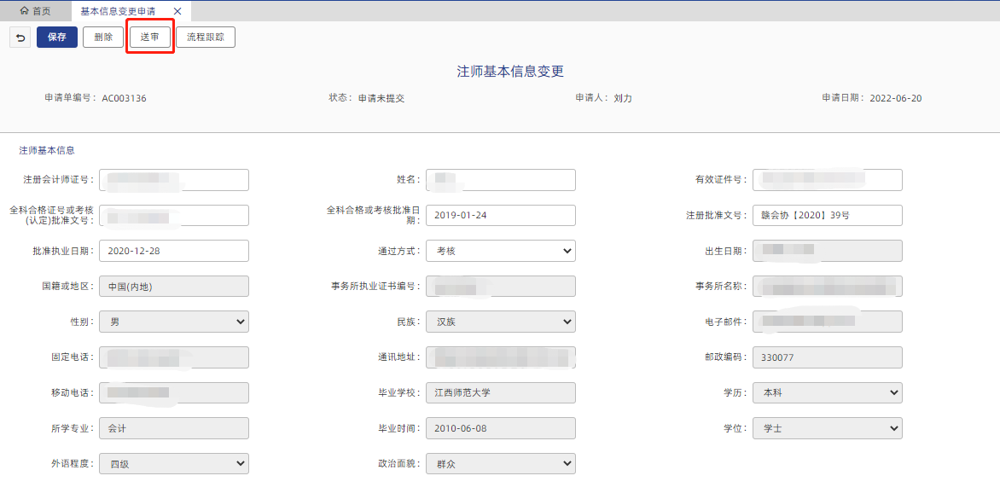 首页 基本信息变更申请
保存 删除 送审 流程跟踪
注师基本信息变更
申请单编号: AC003136 状态: 申请未提交 申请人: 刘力 申请日期: 2022-06-20
注师基本信息
注册会计师证号: 姓名: 有效证件号:
全科合格证号或考核(认定)批准文号: 全科合格或考核批准日期: 2019-01-24 注册批准文号: 赣会协【2020】39号
批准执业日期: 2020-12-28 通过方式: 考核 出生日期:
国籍或地区: 中国(内地) 事务所执业证书编号: 事务所名称:
性别: 男 民族: 汉族 电子邮件:
固定电话: 通讯地址: 邮政编码: 330077
移动电话: 毕业学校: 江西师范大学 学历: 本科
所学专业: 会计 毕业时间: 2010-06-08 学位: 学士
外语程度: 四级 政治面貌: 群众